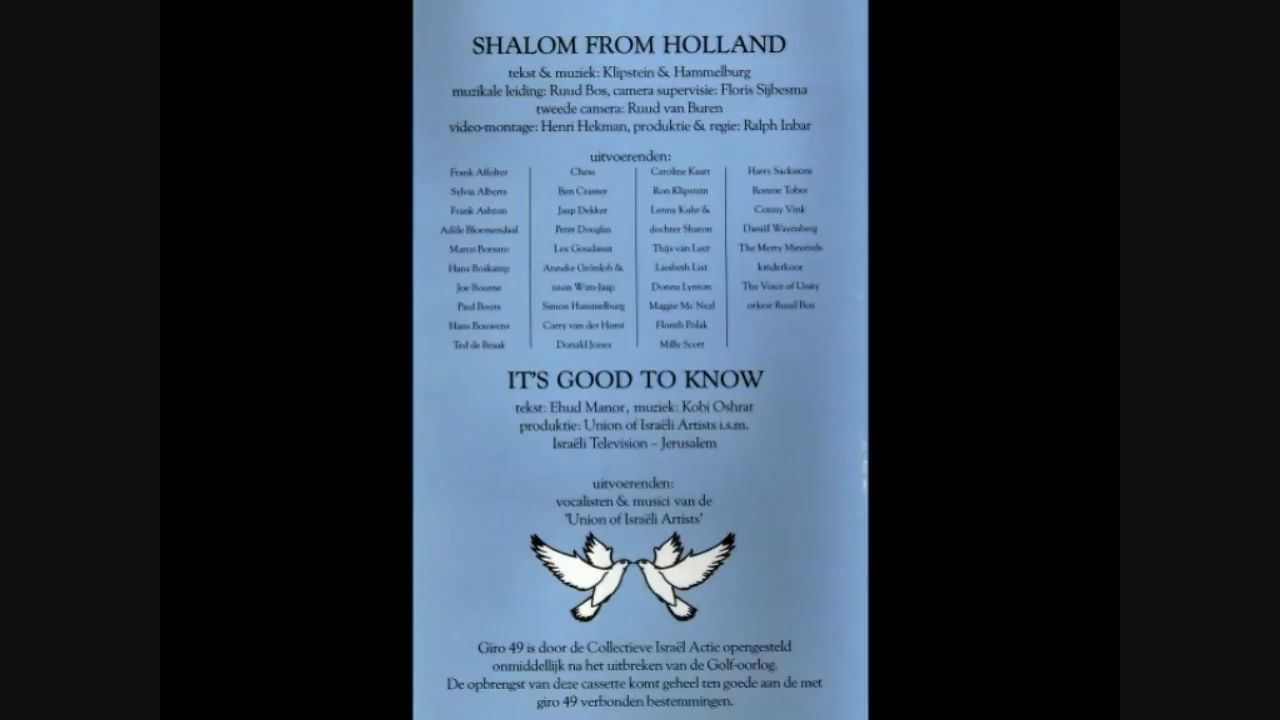 SHALOM FROM HOLLAND
tekst & muziek: Klipstein & Hammelburg
muzikale leiding: Ruud Bos, camera supervisie: Floris Sijbesma
tweede camera: Ruud van Buren
video-montage: Henri Hekman, produktie & regie: Ralph Inbar
uitvoerenden:
Frank Affolter
Sylvia Alberts
Frank Ashton
Adèle Bloemendaal
Marco Borsato
Hans Boskamp
Joe Bourne
Paul Bouts
Hans Bouwens
Ted de Braak
Chess
Ben Cramer
Jaap Dekker
Peter Douglas
Lex Goudsmit
Anneke Grönloh &
zoon Wim-Jaap
Simon Hammelburg
Carry van der Horst
Donald Jones
Caroline Kaart
Ron Klipstein
Lenny Kuhr &
dochter Sharon
Thijs van Leer
Liesbeth List
Donna Lynton
Maggie Mc Neal
Floorth Polak
Milly Scott
Harry Sacksioni
Bonnie Tober
Conny Vink
Daniël Wayenberg
The Merry Minstrels
kinderkoor
The Voice of Unity
orkest Ruud Bos
IT'S GOOD TO KNOW
tekst: Ehud Manor, muziek: Kobi Oshrat
produktie: Union of Israëli Artists i.s.m.
Israëli Television – Jerusalem
uitvoerenden:
vocalisten & musici van de
'Union of Israëli Artists'
Giro 49 is door de Collectieve Israël Actie opengesteld
onmiddellijk na het uitbreken van de Golf-oorlog.
De opbrengst van deze cassette komt geheel ten goede aan de met
giro 49 verbonden bestemmingen.